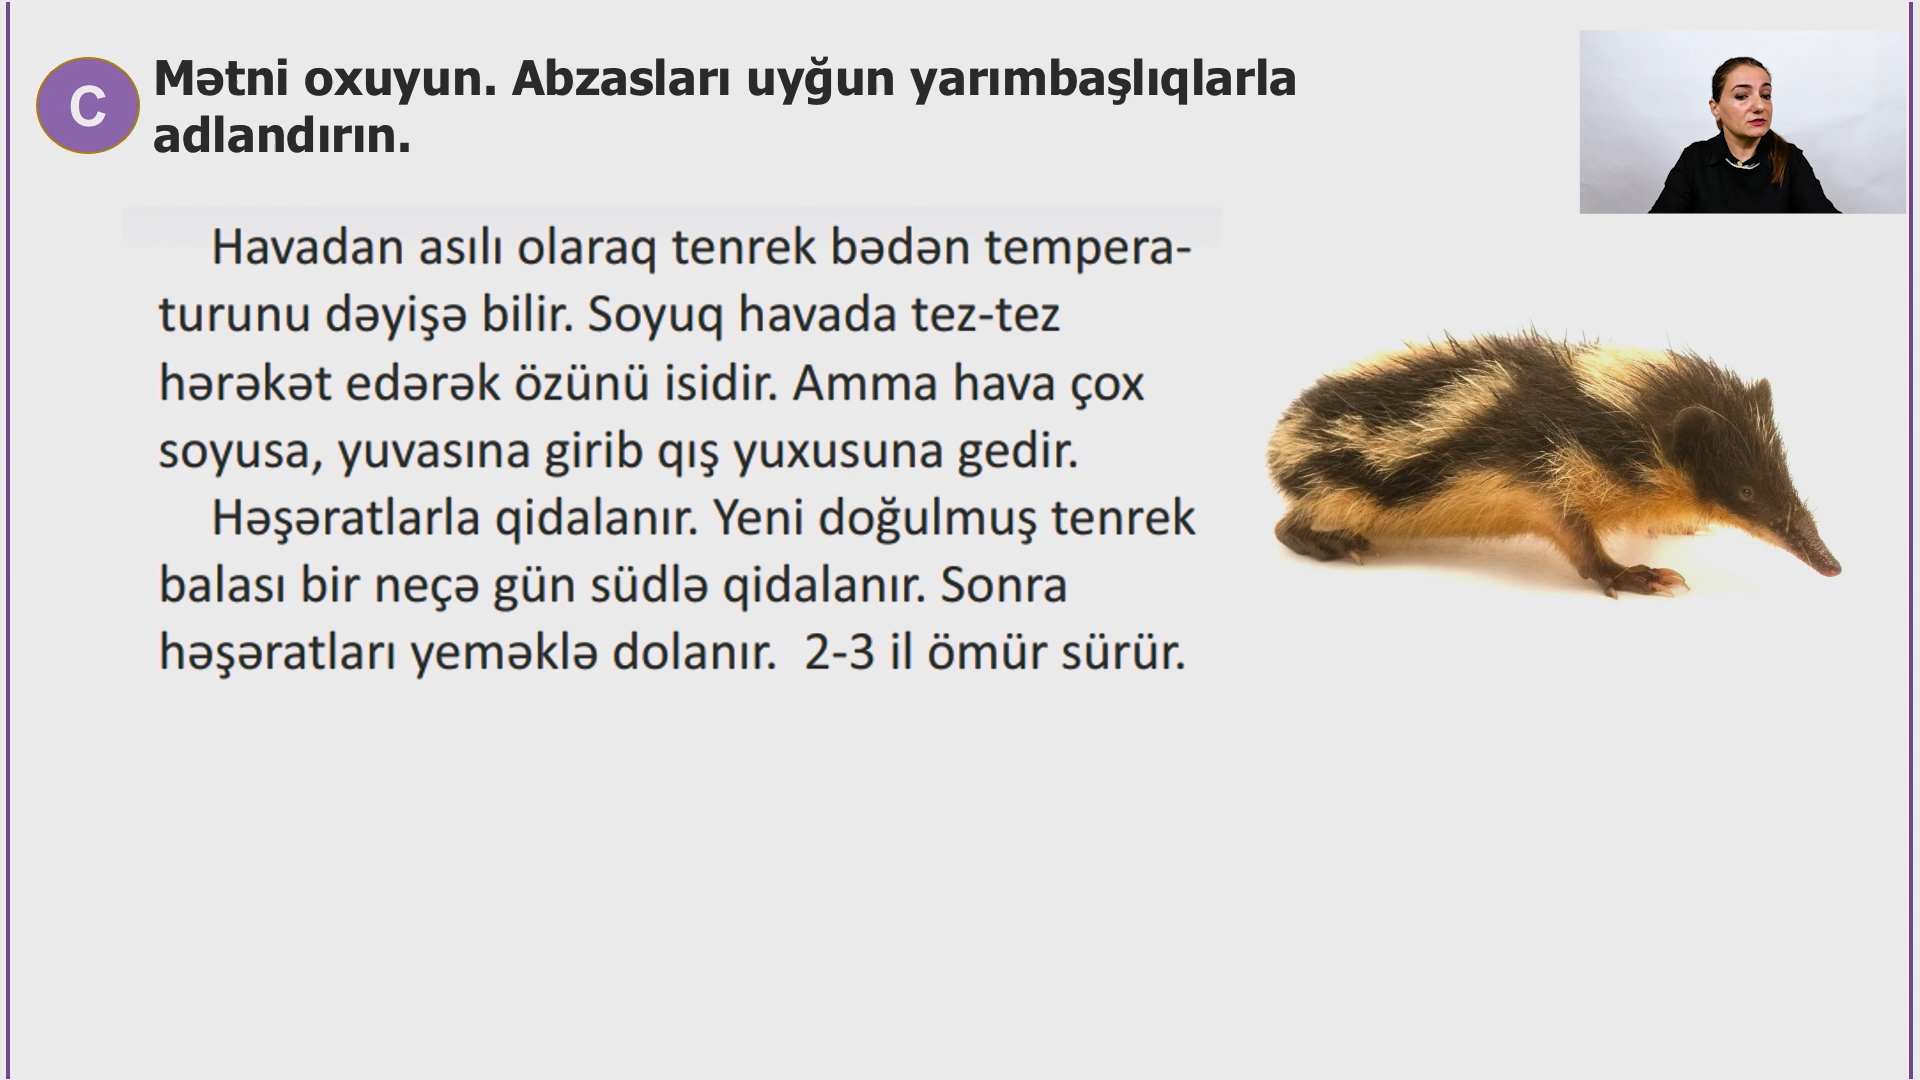 C
Mətni oxuyun. Abzasları uyğun yarımbaşlıqlarla
adlandırın.
Havadan asılı olaraq tenrek bədən tempera-
turunu dəyişə bilir. Soyuq havada tez-tez
hərəkət edərək özünü isidir. Amma hava çox
soyusa, yuvasına girib qış yuxusuna gedir.
Həşəratlarla qidalanır. Yeni doğulmuş tenrek
balası bir neçə gün südlə qidalanır. Sonra
həşəratları yeməklə dolanır. 2-3 il ömür sürür.